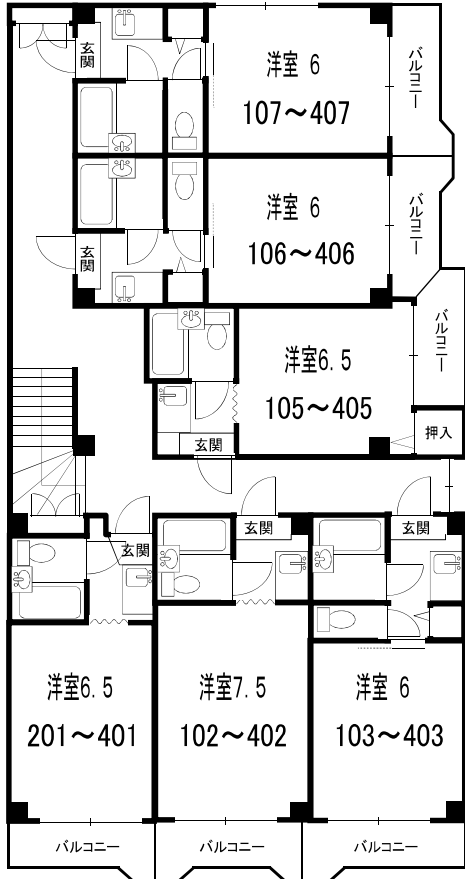 玄関
洋室 6
107～407
バルコニー
玄関
洋室 6
106～406
バルコニー
洋室6.5
105～405
バルコニー
押入
玄関
玄関
玄関
玄関
洋室6.5
201～401
洋室7.5
102～402
洋室 6
103～403
バルコニー
バルコニー
バルコニー